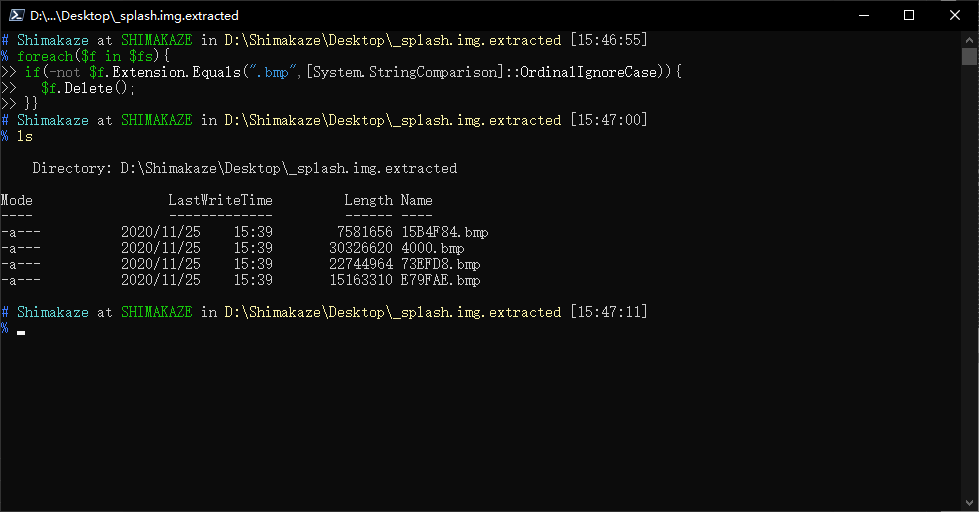 D:\...\Desktop\_splash.img.extracted
# Shimakaze at SHIMAKAZE in D:\Shimakaze\Desktop\_splash.img.extracted [15:46:55]
% foreach($f in $fs){
>> if(-not $f.Extension.Equals(".bmp",[System.StringComparison]::OrdinalIgnoreCase)){
>>   $f.Delete();
>> }}
# Shimakaze at SHIMAKAZE in D:\Shimakaze\Desktop\_splash.img.extracted [15:47:00]
% ls
    Directory: D:\Shimakaze\Desktop\_splash.img.extracted
Mode                 LastWriteTime         Length Name
----                 -------------         ------ ----
-a---          2020/11/25    15:39        7581656 15B4F84.bmp
-a---          2020/11/25    15:39       30326620 4000.bmp
-a---          2020/11/25    15:39       22744964 73EFD8.bmp
-a---          2020/11/25    15:39       15163310 E79FAE.bmp
# Shimakaze at SHIMAKAZE in D:\Shimakaze\Desktop\_splash.img.extracted [15:47:11]
%